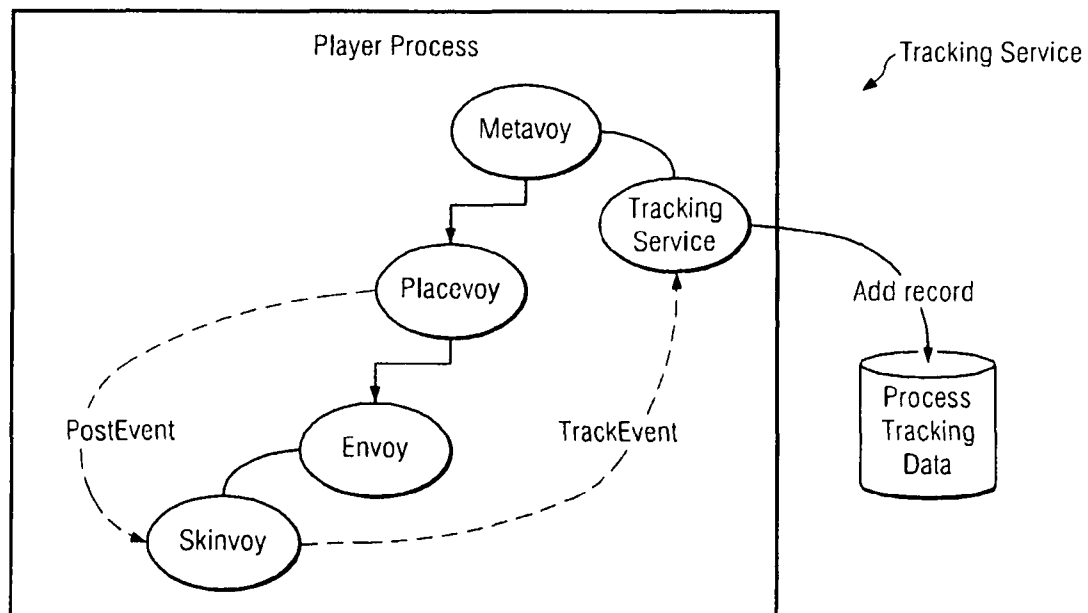 Player Process
Tracking Service
Metavoy
Tracking
Service
Placevoy
Add record
Process
Tracking
Data
PostEvent
TrackEvent
Envoy
Skinvoy